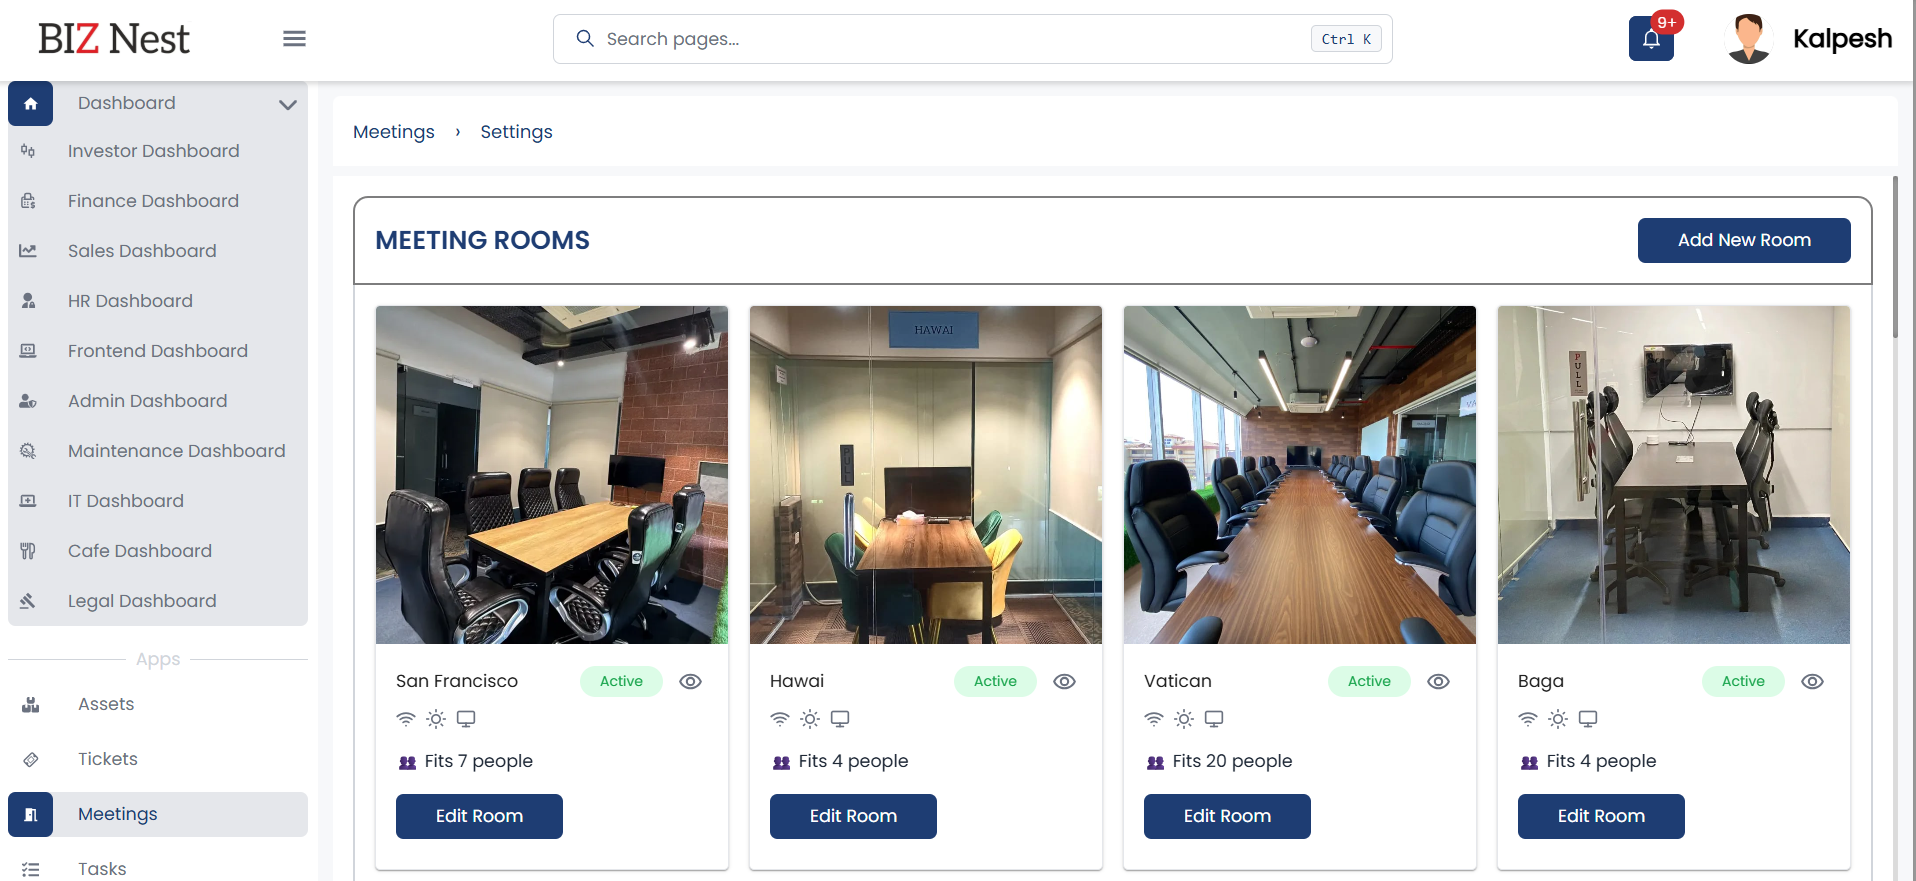 BIZ Nest
Search pages...
Ctrl K
9+
Kalpesh
Dashboard
Investor Dashboard
Finance Dashboard
Sales Dashboard
HR Dashboard
Frontend Dashboard
Admin Dashboard
Maintenance Dashboard
IT Dashboard
Cafe Dashboard
Legal Dashboard
Apps
Assets
Tickets
Meetings
Tasks
Meetings › Settings
MEETING ROOMS
Add New Room
HAWAI
PULL
PULL
San Francisco
Active
Fits 7 people
Edit Room
Hawai
Active
Fits 4 people
Edit Room
Vatican
Active
Fits 20 people
Edit Room
Baga
Active
Fits 4 people
Edit Room